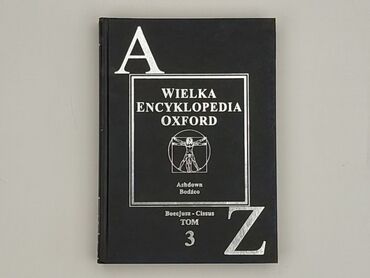 A
WIELKA
ENCYKLOPEDIA
OXFORD
Ashdown
Bodźco
Boecjusz - Cissus
TOM
3
Z